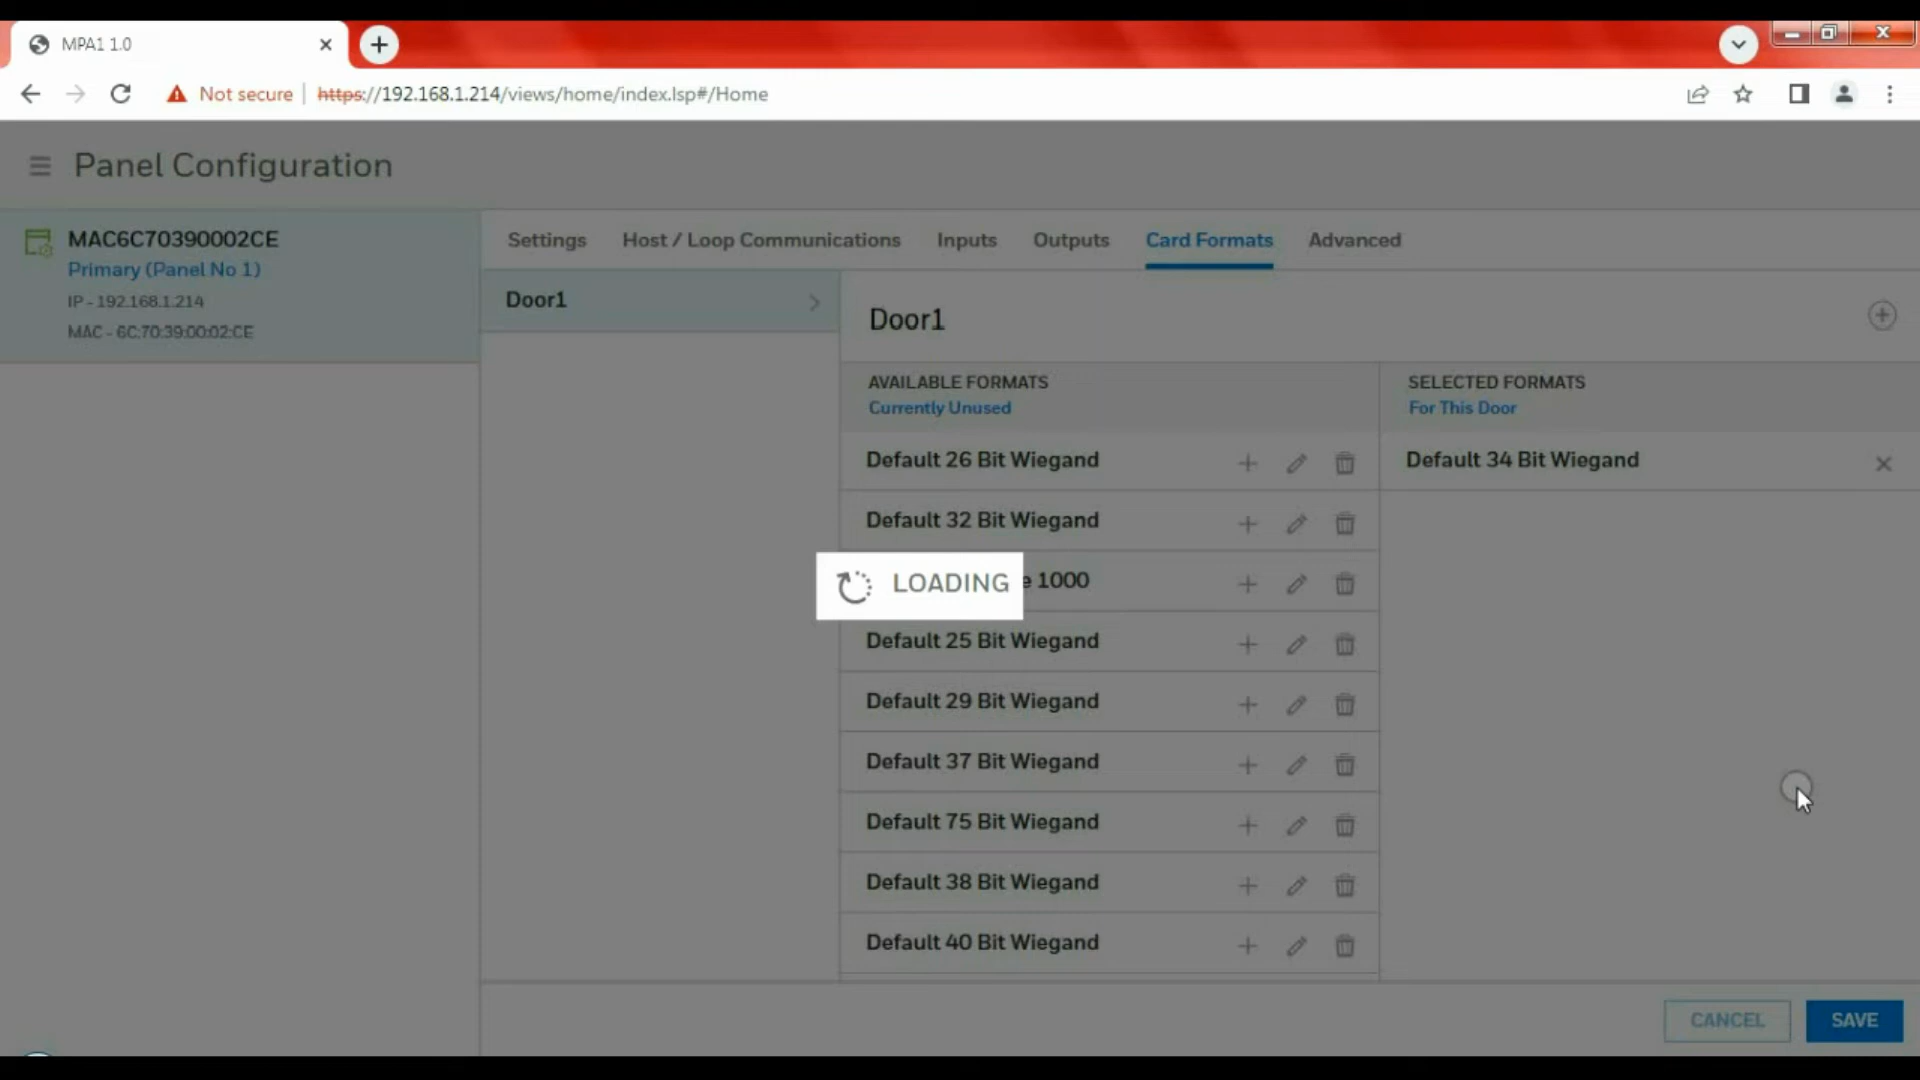 MPA1 1.0
Not secure
https://192.168.1.214/views/home/index.lsp#/Home
Panel Configuration
MAC6C70390002CE
Primary (Panel No 1)
IP - 192.168.1.214
MAC - 6C:70:39:00:02:CE
Settings
Host / Loop Communications
Inputs
Outputs
Card Formats
Advanced
Door1
Door1
AVAILABLE FORMATS
Currently Unused
SELECTED FORMATS
For This Door
Default 26 Bit Wiegand
Default 34 Bit Wiegand
Default 32 Bit Wiegand
LOADING
1000
Default 25 Bit Wiegand
Default 29 Bit Wiegand
Default 37 Bit Wiegand
Default 75 Bit Wiegand
Default 38 Bit Wiegand
Default 40 Bit Wiegand
CANCEL
SAVE